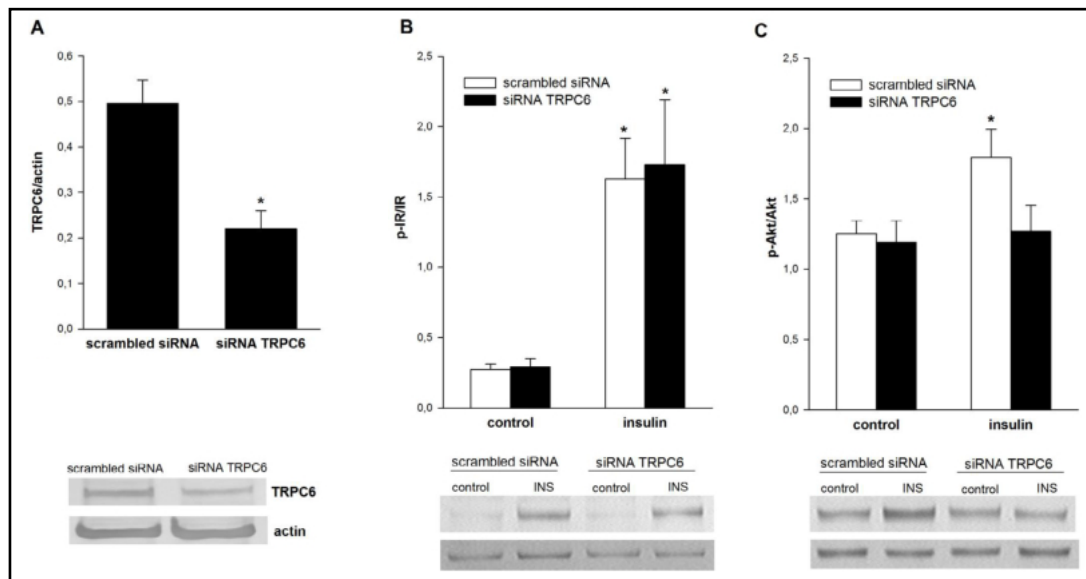 A
TRPC6/actin
0,6
0,5
0,4
0,3
0,2
0,1
0,0
*
scrambled siRNA siRNA TRPC6
scrambled siRNA siRNA TRPC6
TRPC6
actin
B
scrambled siRNA
siRNA TRPC6
p-IR/IR
2,5
2,0
1,5
1,0
0,5
0,0
* *
control insulin
scrambled siRNA siRNA TRPC6
control INS control INS
C
scrambled siRNA
siRNA TRPC6
p-Akt/Akt
2,5
2,0
1,5
1,0
0,5
0,0
*
control insulin
scrambled siRNA siRNA TRPC6
control INS control INS